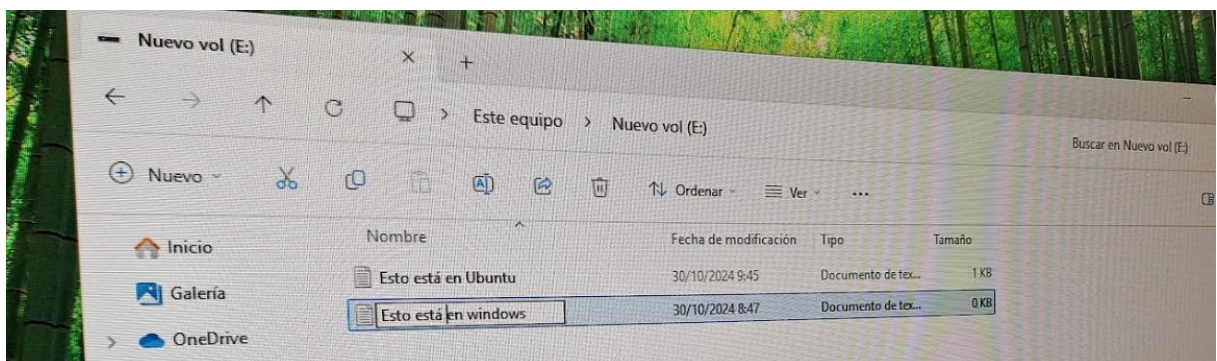 Nuevo vol (E:)
Este equipo > Nuevo vol (E:)
Buscar en Nuevo vol (E:)
Nuevo Ordenar Ver ...
Inicio
Galería
OneDrive
Nombre Fecha de modificación Tipo Tamaño
Esto está en Ubuntu 30/10/2024 9:45 Documento de tex... 1 KB
Esto está en windows 30/10/2024 8:47 Documento de tex... 0 KB